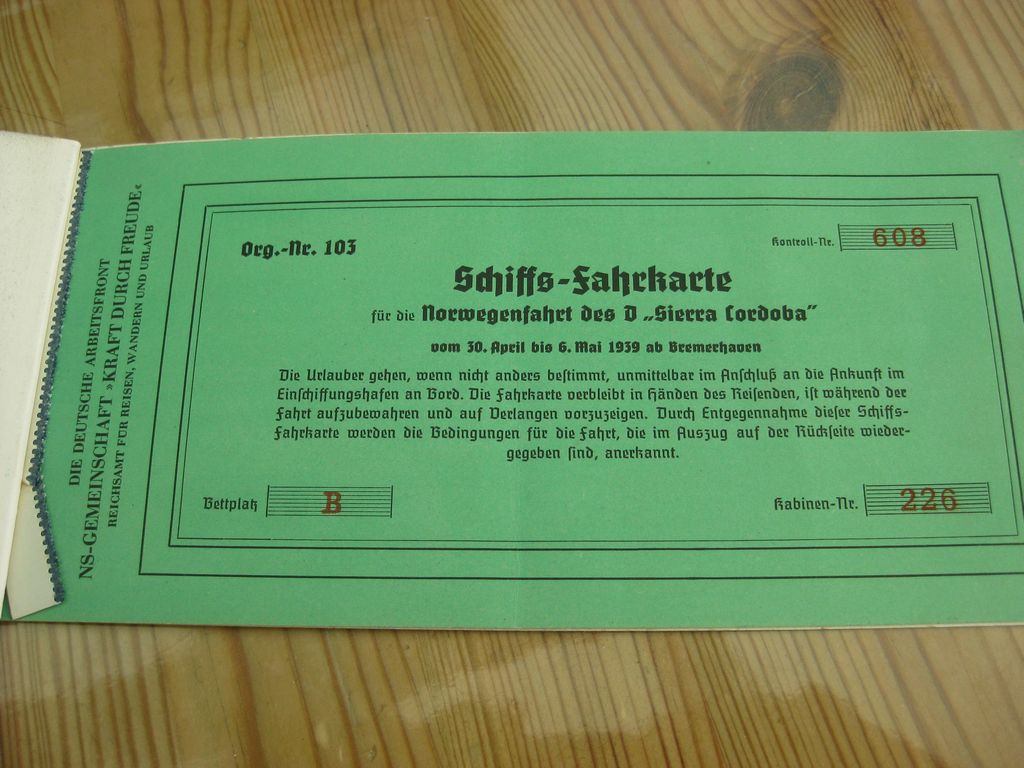 DIE DEUTSCHE ARBEITSFRONT
NS-GEMEINSCHAFT »KRAFT DURCH FREUDE«
REICHSAMT FÜR REISEN, WANDERN UND URLAUB
Org.-Nr. 103
Kontroll-Nr. 608
Schiffs-Fahrkarte
für die Norwegenfahrt des D „Sierra Cordoba"
vom 30. April bis 6. Mai 1939 ab Bremerhaven
Die Urlauber gehen, wenn nicht anders bestimmt, unmittelbar im Anschluß an die Ankunft im
Einschiffungshafen an Bord. Die Fahrkarte verbleibt in Händen des Reisenden, ist während der
Fahrt aufzubewahren und auf Verlangen vorzuzeigen. Durch Entgegennahme dieser Schiffs-
Fahrkarte werden die Bedingungen für die Fahrt, die im Auszug auf der Rückseite wieder-
gegeben sind, anerkannt.
Bettplatz B
Kabinen-Nr. 226